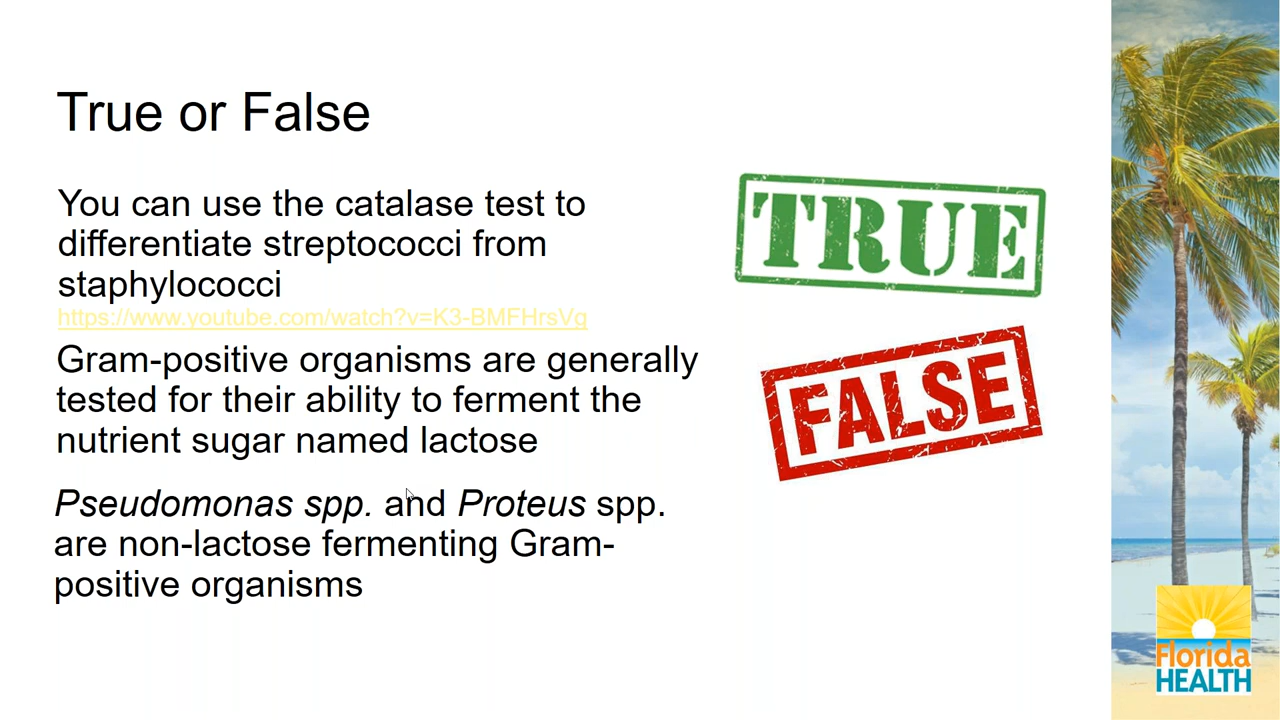 True or False
You can use the catalase test to
differentiate streptococci from
staphylococci
https://www.youtube.com/watch?v=K3-BMFHrsVg
Gram-positive organisms are generally
tested for their ability to ferment the
nutrient sugar named lactose
Pseudomonas spp. and Proteus spp.
are non-lactose fermenting Gram-
positive organisms
TRUE
FALSE
Florida
HEALTH